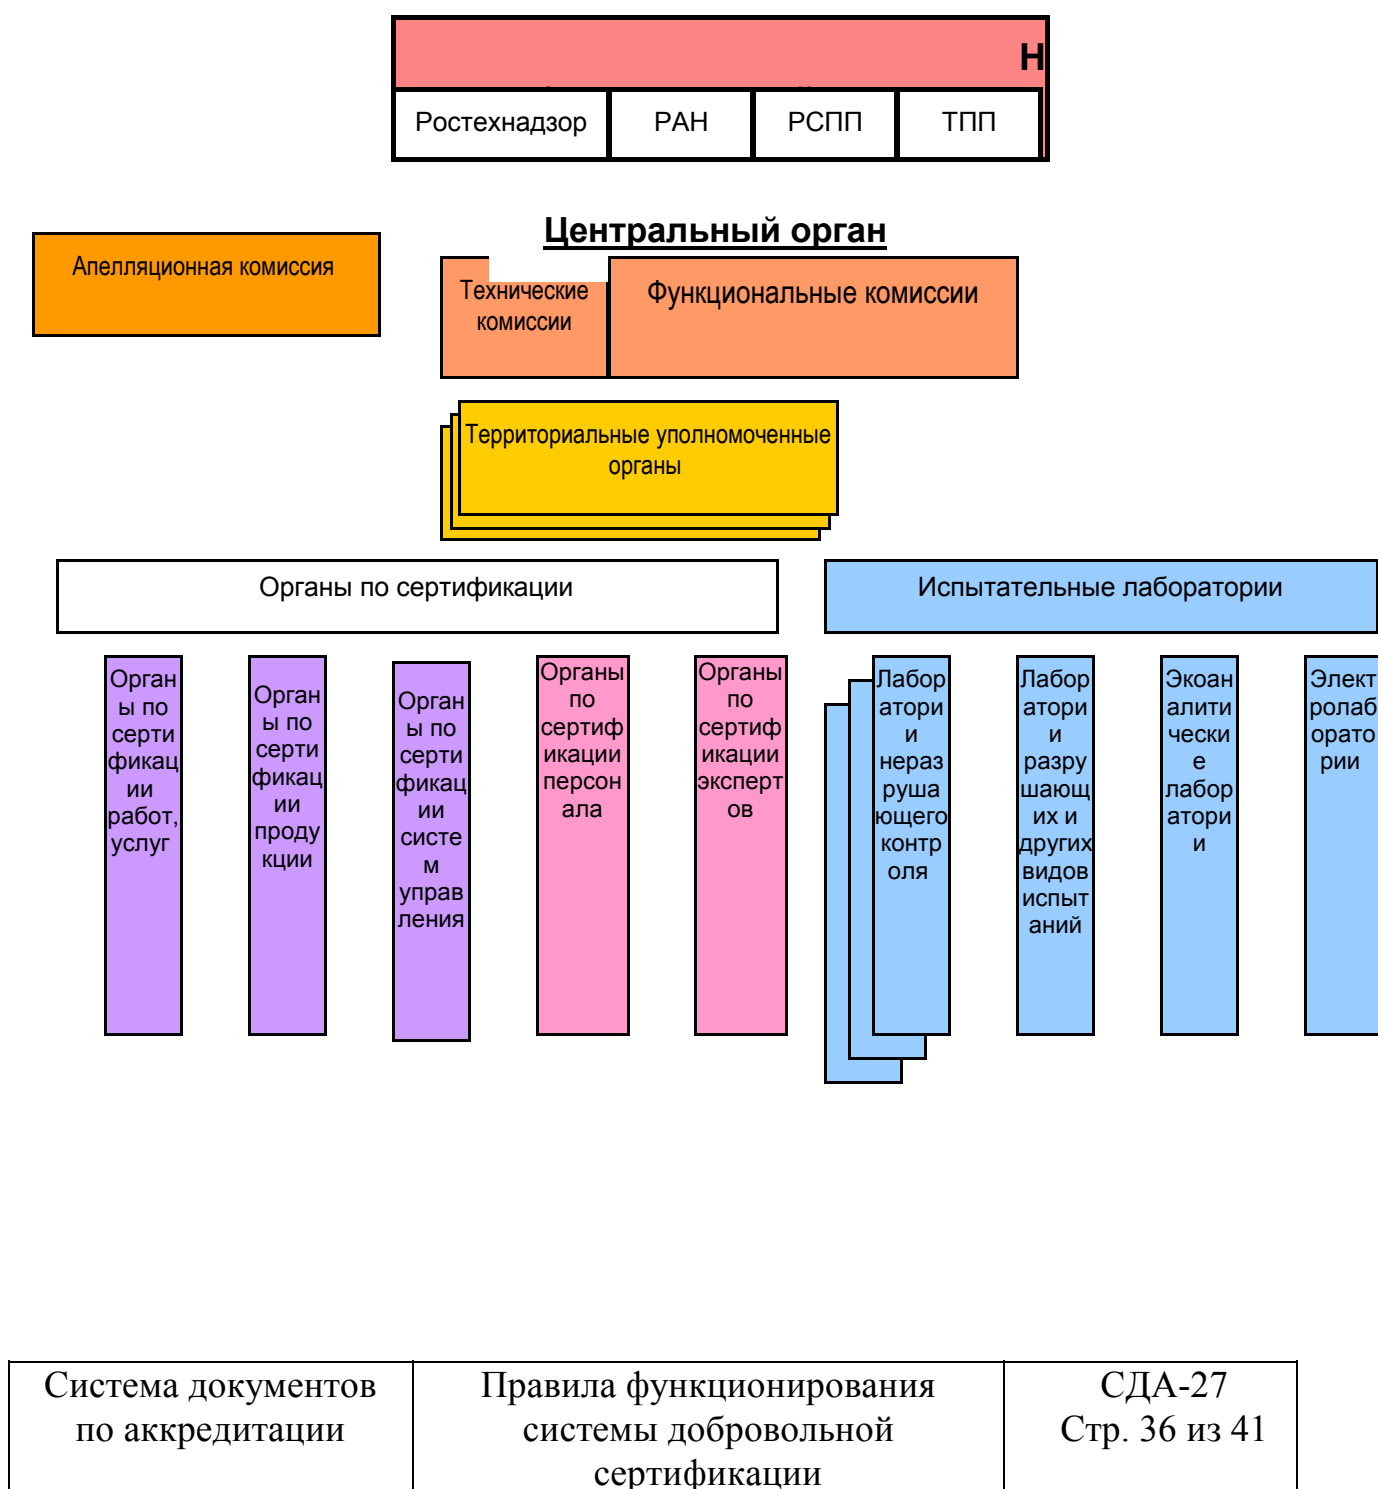 Н
Ростехнадзор
РАН
РСПП
ТПП
Центральный орган
Апелляционная комиссия
Технические
комиссии
Функциональные комиссии
Территориальные уполномоченные
органы
Органы по сертификации
Испытательные лаборатории
Орган
ы по
серти
фикац
ии
работ,
услуг
Орган
ы по
серти
фикац
ии
проду
кции
Орган
ы по
серти
фикац
ии
систе
м
управ
ления
Органы
по
сертиф
икации
персон
ала
Органы
по
сертиф
икации
эксперт
ов
Лабор
атори
и
нераз
руша
ющего
контр
оля
Лабор
атори
и
разру
шающ
их и
других
видов
испыт
аний
Экоан
алити
чески
е
лабор
атори
и
Элект
ролаб
орато
рии
Система документов
по аккредитации
Правила функционирования
системы добровольной
сертификации
СДА-27
Стр. 36 из 41